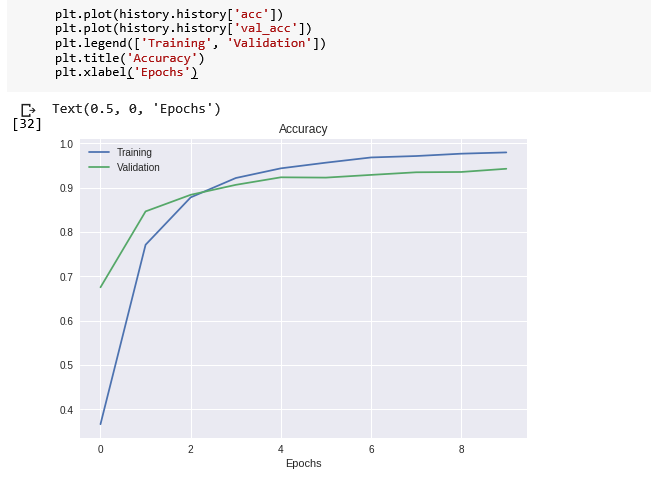 plt.plot(history.history['acc'])
plt.plot(history.history['val_acc'])
plt.legend(['Training', 'Validation'])
plt.title('Accuracy')
plt.xlabel('Epochs')
Text(0.5, 0, 'Epochs')
[32]
Accuracy
1.0
Training
Validation
0.9
0.8
0.7
0.6
0.5
0.4
0 2 4 6 8
Epochs